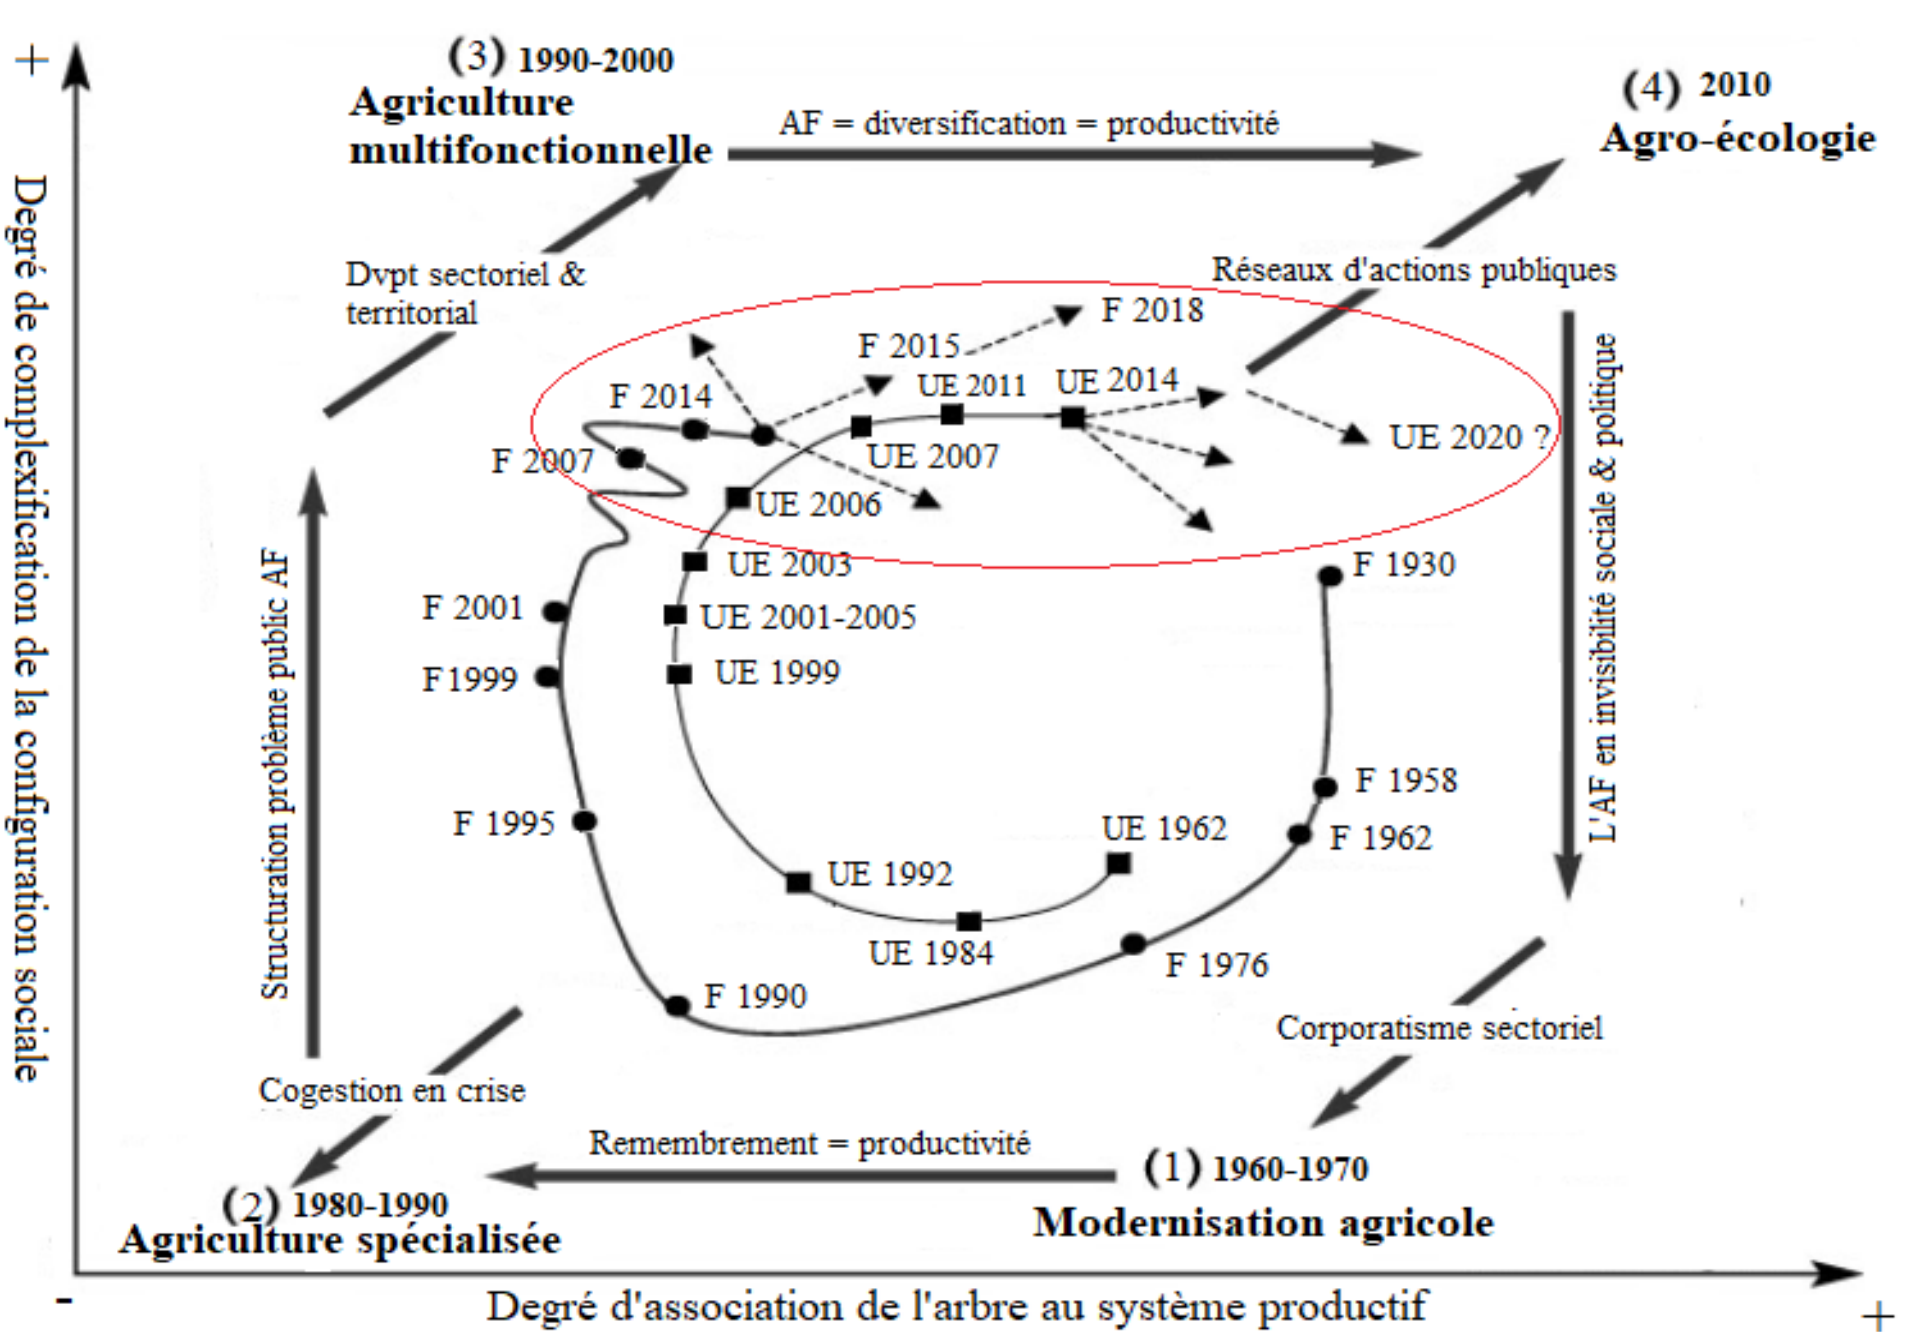 +
(3) 1990-2000
Agriculture
multifonctionnelle
AF = diversification = productivité
(4) 2010
Agro-écologie
Degré de complexification de la configuration sociale
Dvpt sectoriel &
territorial
Réseaux d'actions publiques
F 2018
F 2015
UE 2011
UE 2014
F 2014
UE 2020 ?
F 2007
UE 2007
UE 2006
UE 2003
F 1930
F 2001
UE 2001-2005
F1999
UE 1999
Structuration problème public AF
L'AF en invisibilité sociale & politique
F 1958
F 1995
UE 1962
F 1962
UE 1992
UE 1984
F 1976
F 1990
Corporatisme sectoriel
Cogestion en crise
Remembrement = productivité
(1) 1960-1970
Modernisation agricole
(2) 1980-1990
Agriculture spécialisée
-
Degré d'association de l'arbre au système productif
+